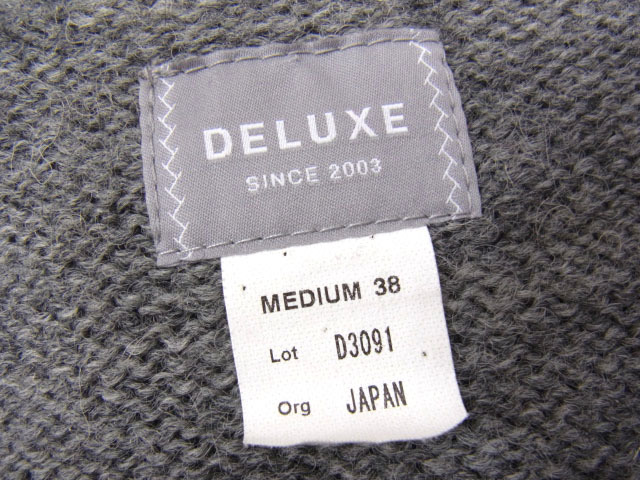 DELUXE
SINCE 2003
MEDIUM 38
Lot D3091
Org JAPAN